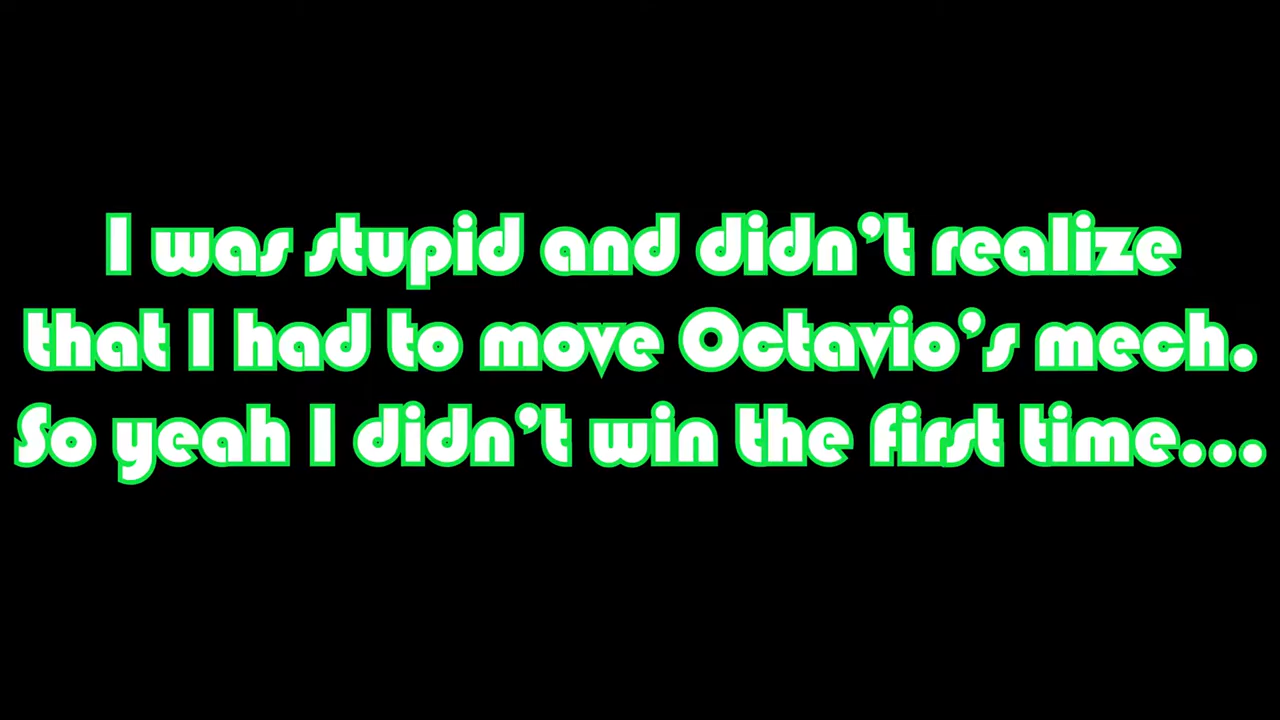 I was stupid and didn't realize
that I had to move Octavio's mech.
So yeah I didn't win the first time...